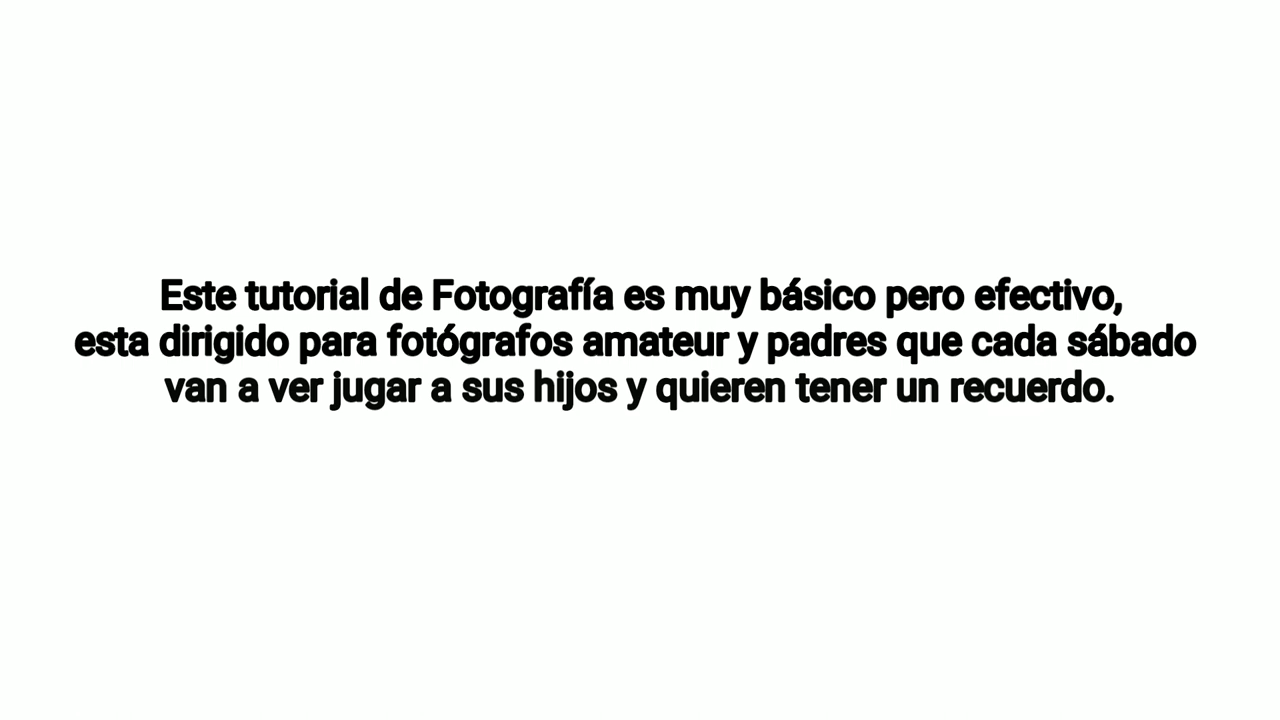 Este tutorial de Fotografía es muy básico pero efectivo,
esta dirigido para fotógrafos amateur y padres que cada sábado
van a ver jugar a sus hijos y quieren tener un recuerdo.